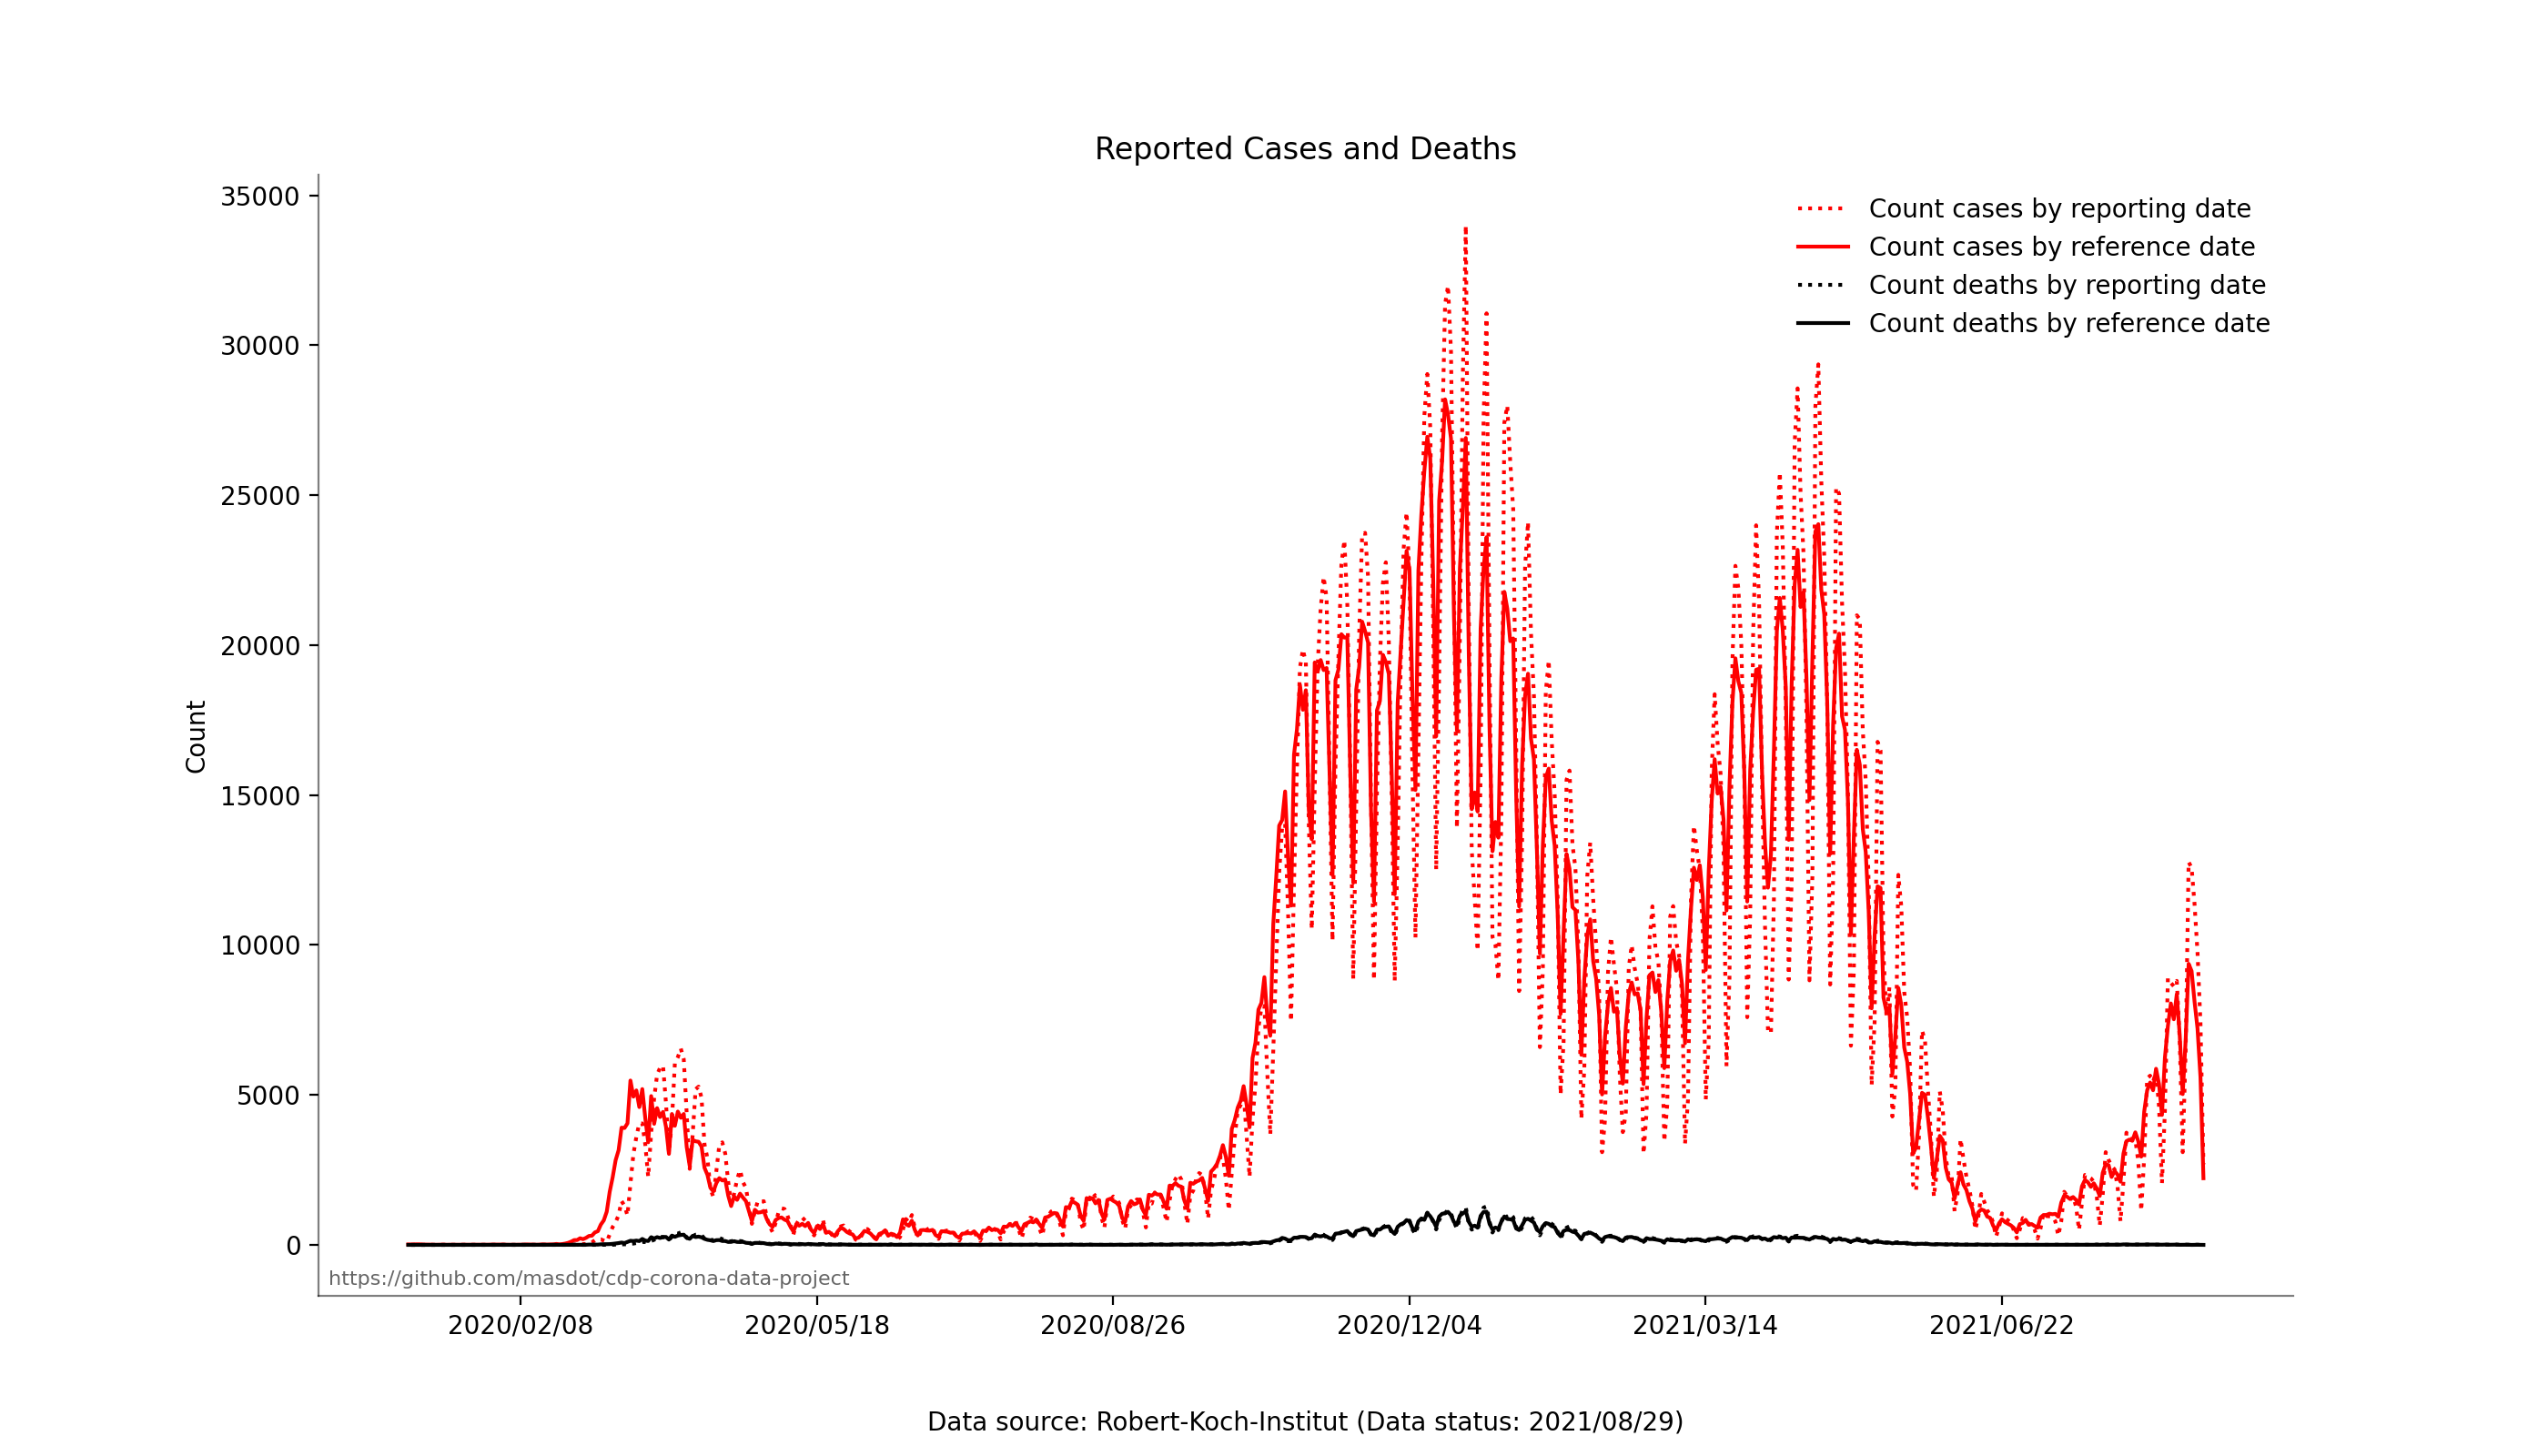 Reported Cases and Deaths
35000
30000
25000
20000
15000
10000
5000
0
Count
Count cases by reporting date
Count cases by reference date
Count deaths by reporting date
Count deaths by reference date
https://github.com/masdot/cdp-corona-data-project
2020/02/08 2020/05/18 2020/08/26 2020/12/04 2021/03/14 2021/06/22
Data source: Robert-Koch-Institut (Data status: 2021/08/29)